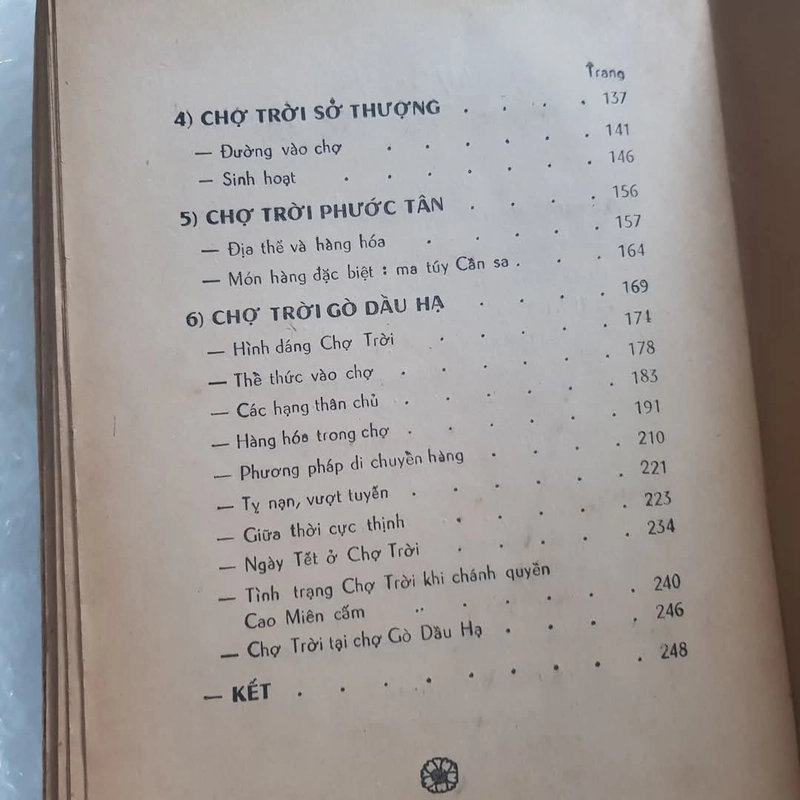 Trang
4) CHỢ TRỜI SỞ THƯỢNG . . . . . 137
— Đường vào chợ . . . . . . 141
— Sinh hoạt . . . . . . . 146
5) CHỢ TRỜI PHƯỚC TÂN . . . . . 156
— Địa thế và hàng hóa . . . . . 157
— Món hàng đặc biệt : ma túy Cần sa . . . 164
6) CHỢ TRỜI GÒ DẦU HẠ . . . . 169
— Hình dáng Chợ Trời . . . . . 174
— Thể thức vào chợ . . . . . . 178
— Các hạng thân chủ . . . . . . 183
— Hàng hóa trong chợ . . . . . . 191
— Phương pháp di chuyển hàng . . . . 210
— Tỵ nạn, vượt tuyến . . . . . . 221
— Giữa thời cực thịnh . . . . . 223
— Ngày Tết ở Chợ Trời . . . . . 234
— Tình trạng Chợ Trời khi chánh quyền
Cao Miên cấm .. . . . . . 240
— Chợ Trời tại chợ Gò Dầu Hạ . . . . 246
— KẾT . . . . . . . . . 248